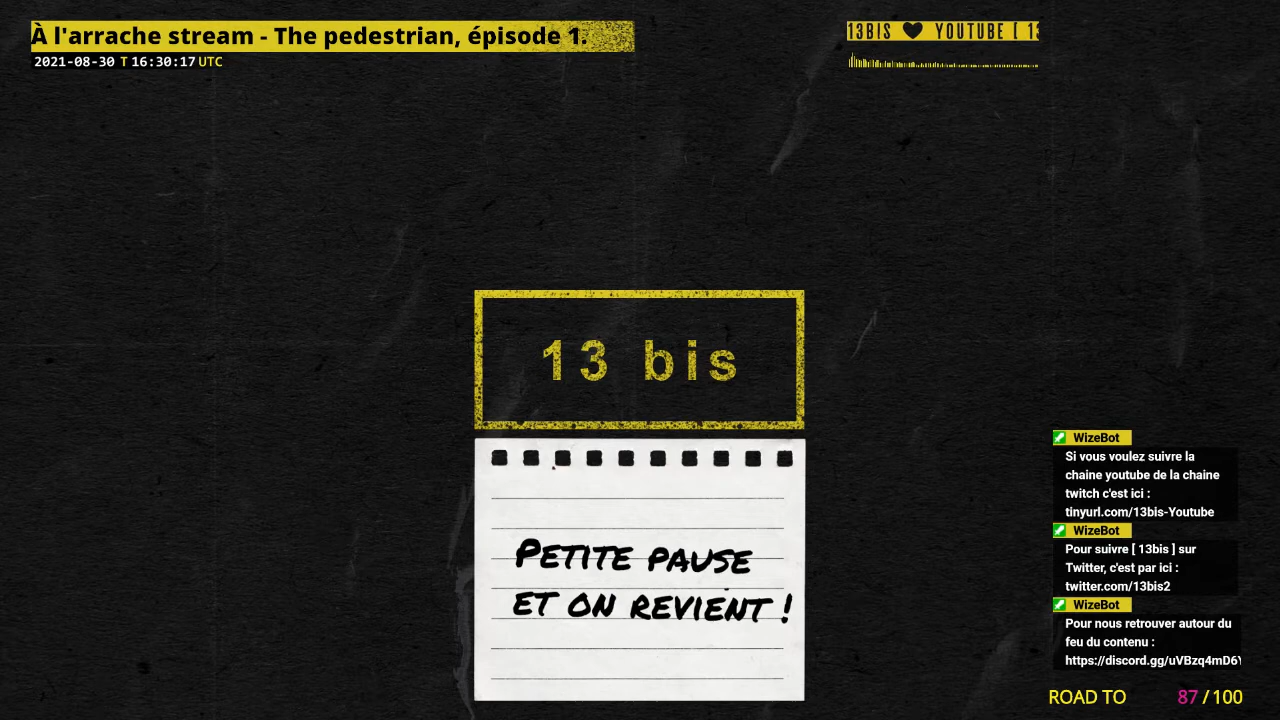 À l'arrache stream - The pedestrian, épisode 1.
2021-08-30 T 16:30:17 UTC
13BIS ♥ YOUTUBE [ 13
13 bis
PETITE PAUSE
ET ON REVIENT !
WizeBot
Si vous voulez suivre la
chaine youtube de la chaine
twitch c'est ici :
tinyurl.com/13bis-Youtube
WizeBot
Pour suivre [ 13bis ] sur
Twitter, c'est par ici :
twitter.com/13bis2
WizeBot
Pour nous retrouver autour du
feu du contenu :
https://discord.gg/uVBzq4mD6
ROAD TO 87 / 100